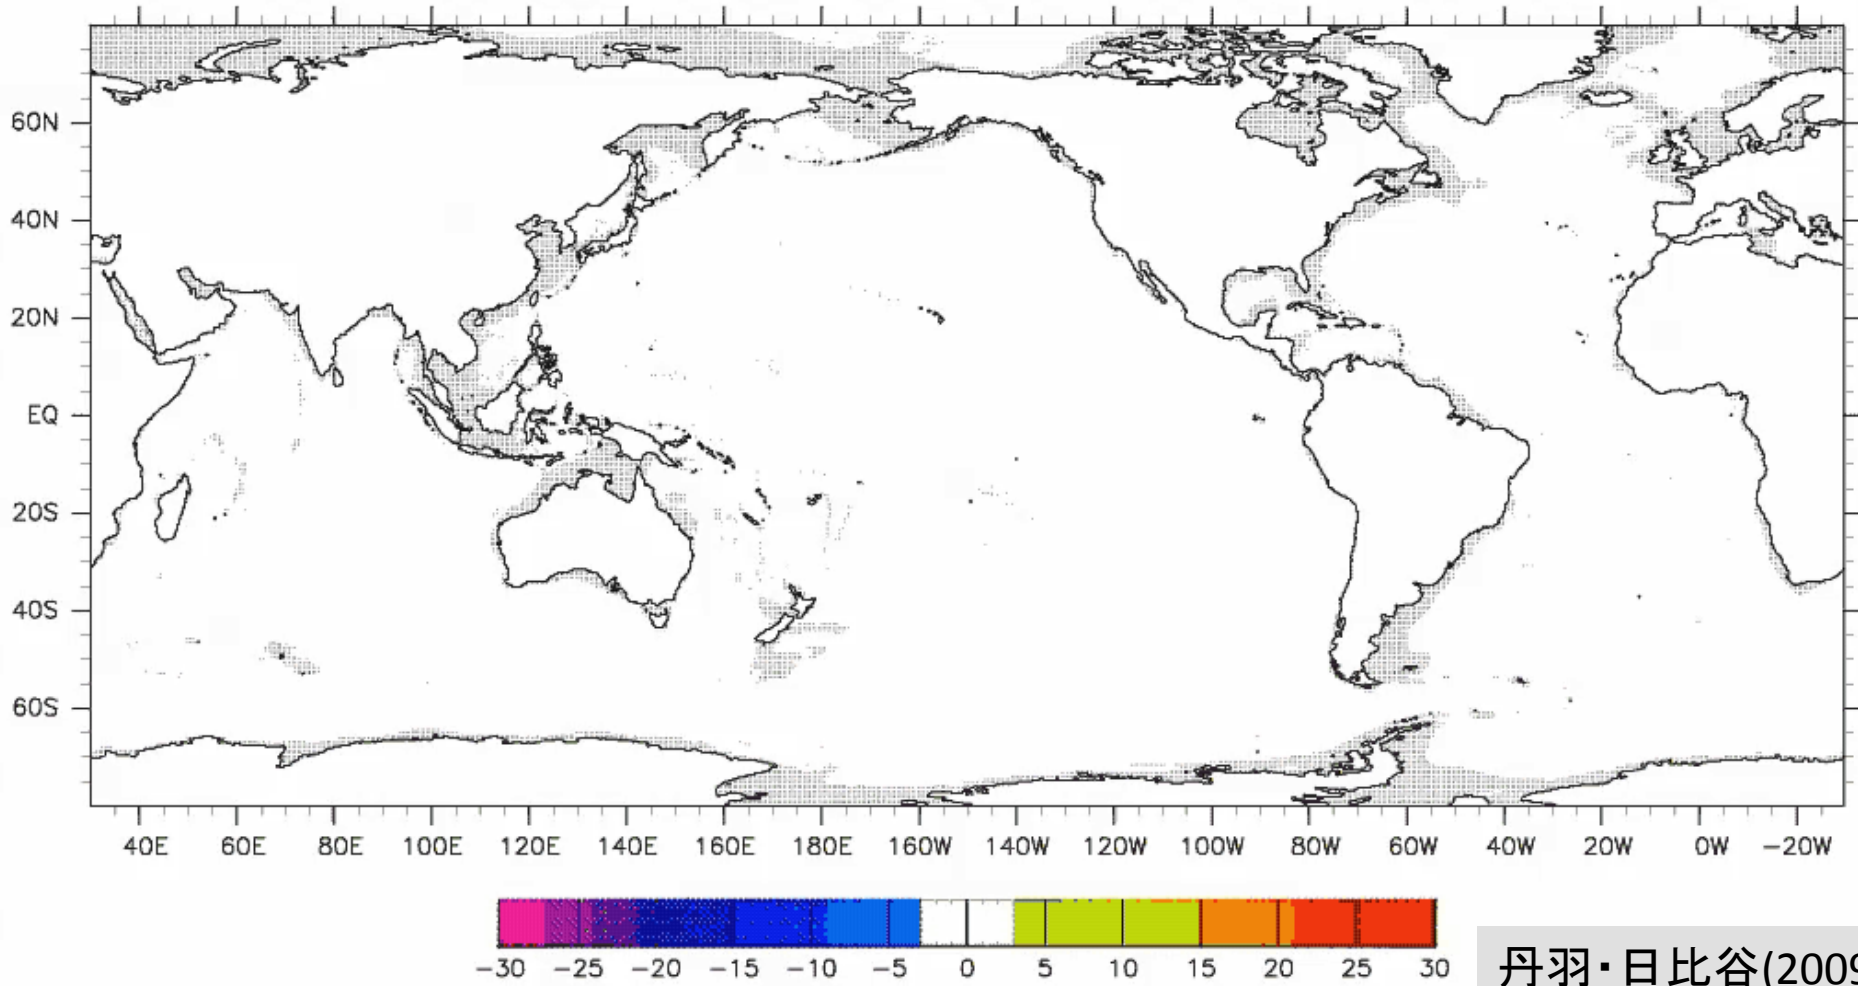 60N
40N
20N
EQ
20S
40S
60S
40E 60E 80E 100E 120E 140E 160E 180E 160W 140W 120W 100W 80W 60W 40W 20W 0W −20W
−30 −25 −20 −15 −10 −5 0 5 10 15 20 25 30
丹羽・日比谷(2009